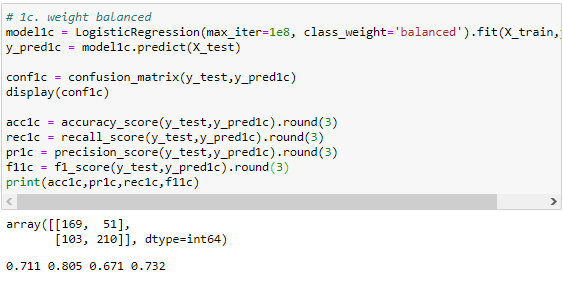 # 1c. weight balanced
model1c = LogisticRegression(max_iter=1e8, class_weight='balanced').fit(X_train,
y_pred1c = model1c.predict(X_test)
conf1c = confusion_matrix(y_test,y_pred1c)
display(conf1c)
acc1c = accuracy_score(y_test,y_pred1c).round(3)
rec1c = recall_score(y_test,y_pred1c).round(3)
pr1c = precision_score(y_test,y_pred1c).round(3)
f11c = f1_score(y_test,y_pred1c).round(3)
print(acc1c,pr1c,rec1c,f11c)
array([[169, 51],
[103, 210]], dtype=int64)
0.711 0.805 0.671 0.732